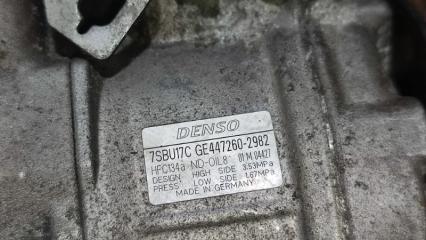 DENSO
7SBU17C GE447260-2982
HFC134a ND-OIL8 01 M 04427
DESIGN HIGH SIDE 3.53MPa
PRESS LOW SIDE 1.67MPa
MADE IN GERMANY